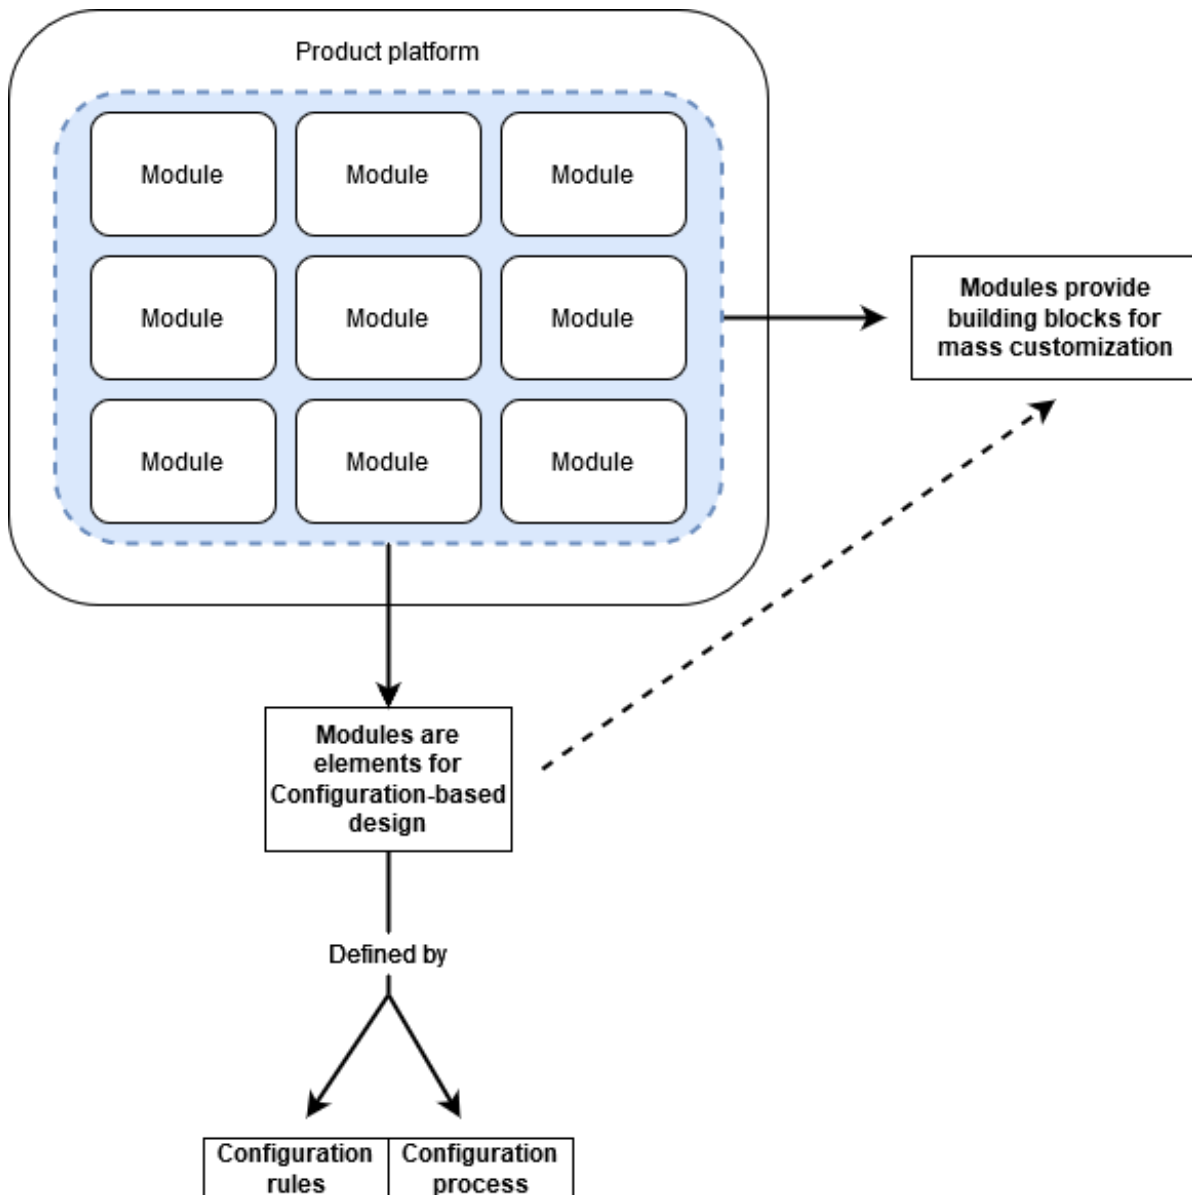 Product platform
Module Module Module
Module Module Module
Module Module Module
Modules provide
building blocks for
mass customization
Modules are
elements for
Configuration-based
design
Defined by
Configuration
rules
Configuration
process